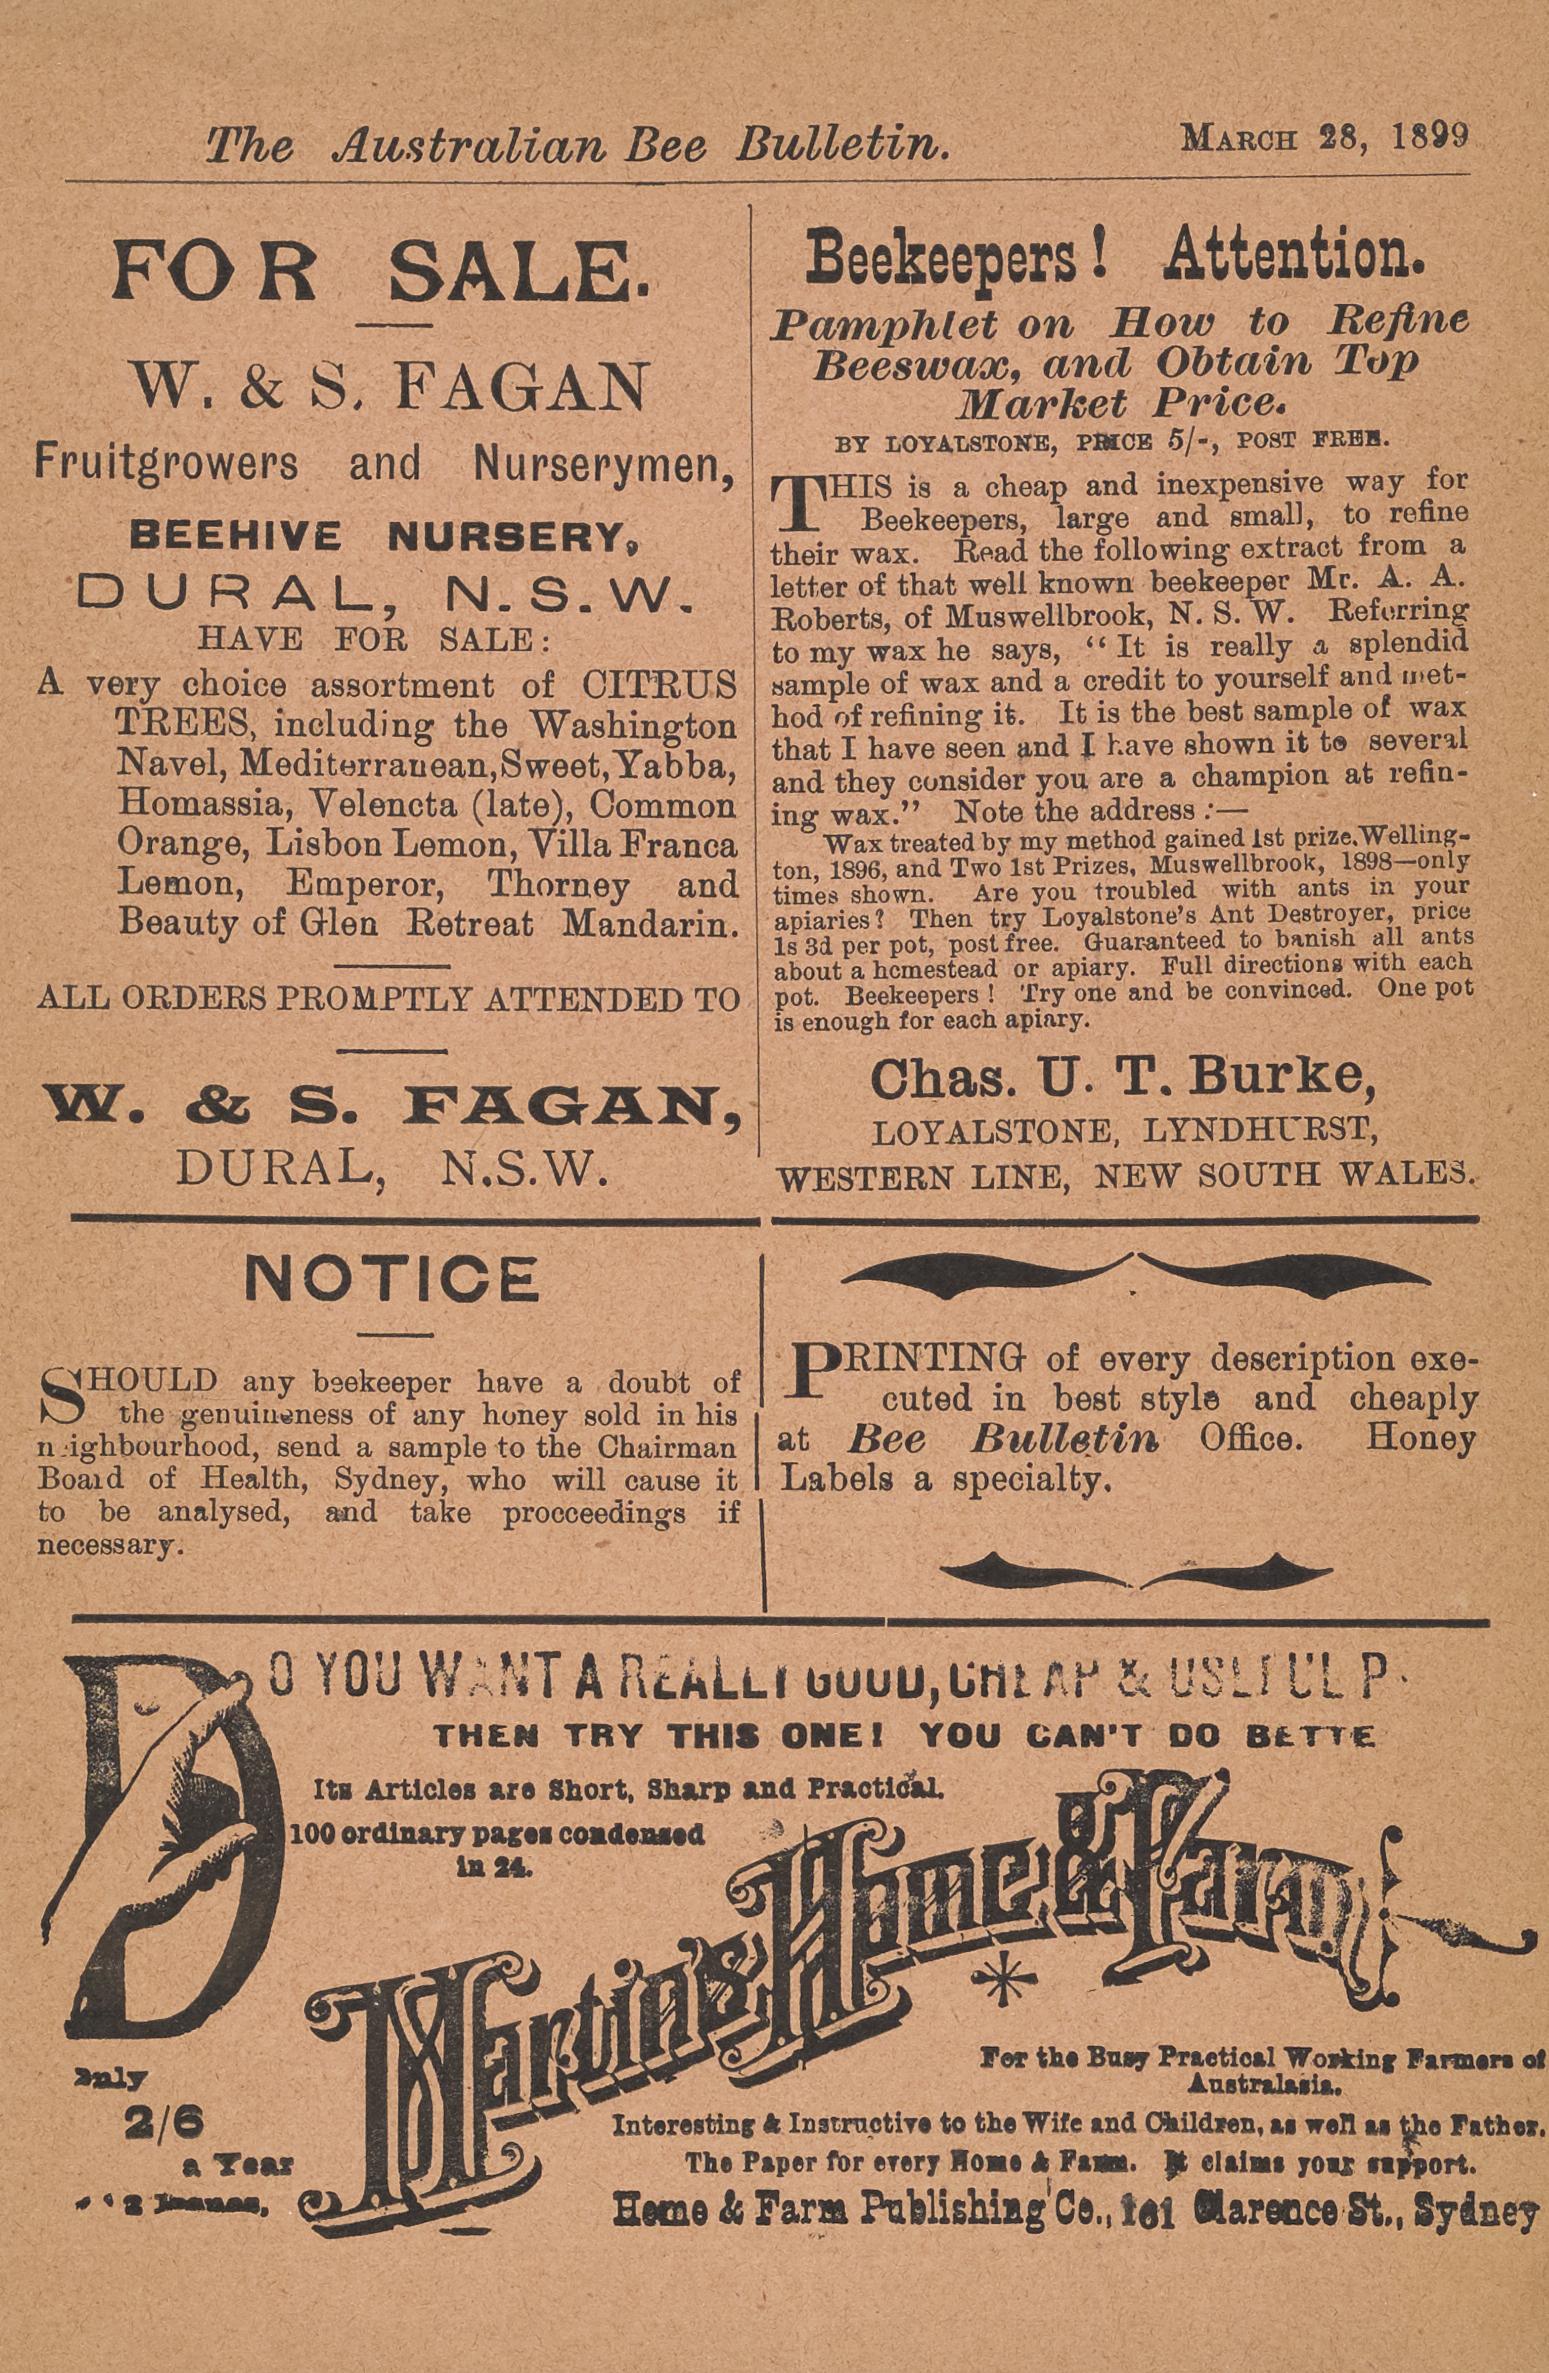 The Australian Bee Bulletin. MARCH 28, 1899
FOR SALE.
W. & S. FAGAN
Fruitgrowers and Nurserymen,
BEEHIVE NURSERY,
DURAL, N.S.W.
HAVE FOR SALE:
A very choice assortment of CITRUS
TREES, including the Washington
Navel, Mediterranean, Sweet, Yabba,
Homassia, Velencta (late), Common
Orange, Lisbon Lemon, Villa Franca
Lemon, Emperor, Thorney and
Beauty of Glen Retreat Mandarin.
ALL ORDERS PROMPTLY ATTENDED TO
W. & S. FAGAN,
DURAL, N.S.W.
Beekeepers! Attention.
Pamphlet on How to Refine
Beeswax, and Obtain Top
Market Price.
BY LOYALSTONE, PRICE 5/-, POST FREE.
THIS is a cheap and inexpensive way for
Beekeepers, large and small, to refine
their wax. Read the following extract from a
letter of that well known beekeeper Mr. A. A.
Roberts, of Muswellbrook, N. S. W. Referring
to my wax he says, "It is really a splendid
sample of wax and a credit to yourself and met-
hod of refining it. It is the best sample of wax
that I have seen and I have shown it to several
and they consider you are a champion at refin-
ing wax." Note the address :—
Wax treated by my method gained 1st prize. Welling-
ton, 1896, and Two 1st Prizes, Muswellbrook, 1898—only
times shown. Are you troubled with ants in your
apiaries? Then try Loyalstone's Ant Destroyer, price
1s 3d per pot, post free. Guaranteed to banish all ants
about a homestead or apiary. Full directions with each
pot. Beekeepers! Try one and be convinced. One pot
is enough for each apiary.
Chas. U. T. Burke,
LOYALSTONE, LYNDHURST,
WESTERN LINE, NEW SOUTH WALES.
NOTICE
SHOULD any beekeeper have a doubt of
the genuineness of any honey sold in his
neighbourhood, send a sample to the Chairman
Board of Health, Sydney, who will cause it
to be analysed, and take procceedings if
necessary.
PRINTING of every description exe-
cuted in best style and cheaply
at Bee Bulletin Office. Honey
Labels a specialty.
DO YOU WANT A REALLY GOOD, CHEAP & USEFUL P
THEN TRY THIS ONE! YOU CAN'T DO BETTE
Its Articles are Short, Sharp and Practical.
100 ordinary pages condensed
in 24.
Martin's Home & Farm
For the Busy Practical Working Farmers of
Australasia.
Only
2/6
a Year
2 Issues.
Interesting & Instructive to the Wife and Children, as well as the Father.
The Paper for every Home & Farm. It claims your support.
Home & Farm Publishing Co., 161 Clarence St., Sydney